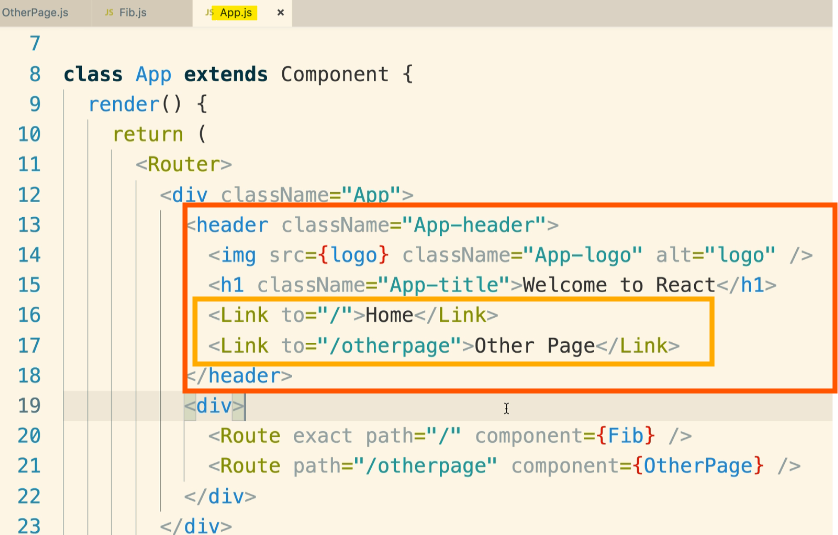 OtherPage.js JS Fib.js JS App.js ×
7
8 class App extends Component {
9 render() {
10 return (
11 <Router>
12 <div className="App">
13 <header className="App-header">
14 <img src={logo} className="App-logo" alt="logo" />
15 <h1 className="App-title">Welcome to React</h1>
16 <Link to="/">Home</Link>
17 <Link to="/otherpage">Other Page</Link>
18 </header>
19 <div>
20 <Route exact path="/" component={Fib} />
21 <Route path="/otherpage" component={OtherPage} />
22 </div>
23 </div>